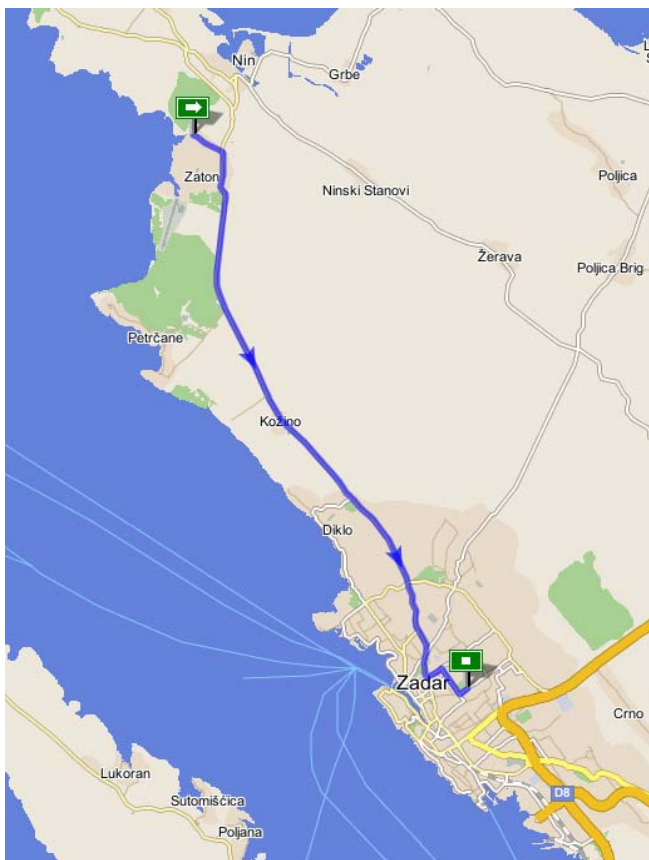 Nin
Grbe
Zaton
Ninski Stanovi
Poljica
Žerava
Poljica Brig
Petrčane
Kožino
Diklo
Zadar
Crno
Lukoran
D8
Sutomišćica
Poljana